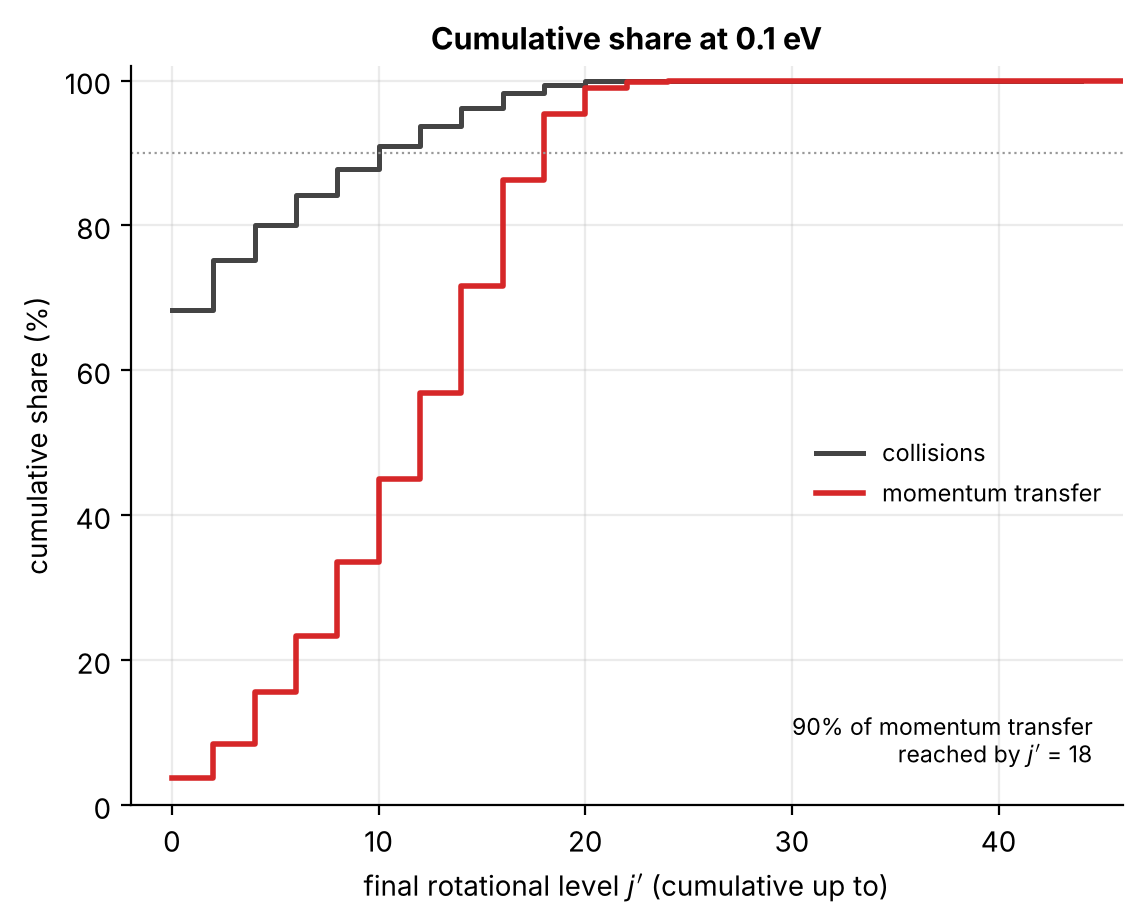 Cumulative share at 0.1 eV
cumulative share (%)
100
80
60
40
20
0
collisions
momentum transfer
90% of momentum transfer
reached by j′ = 18
0 10 20 30 40
final rotational level j′ (cumulative up to)